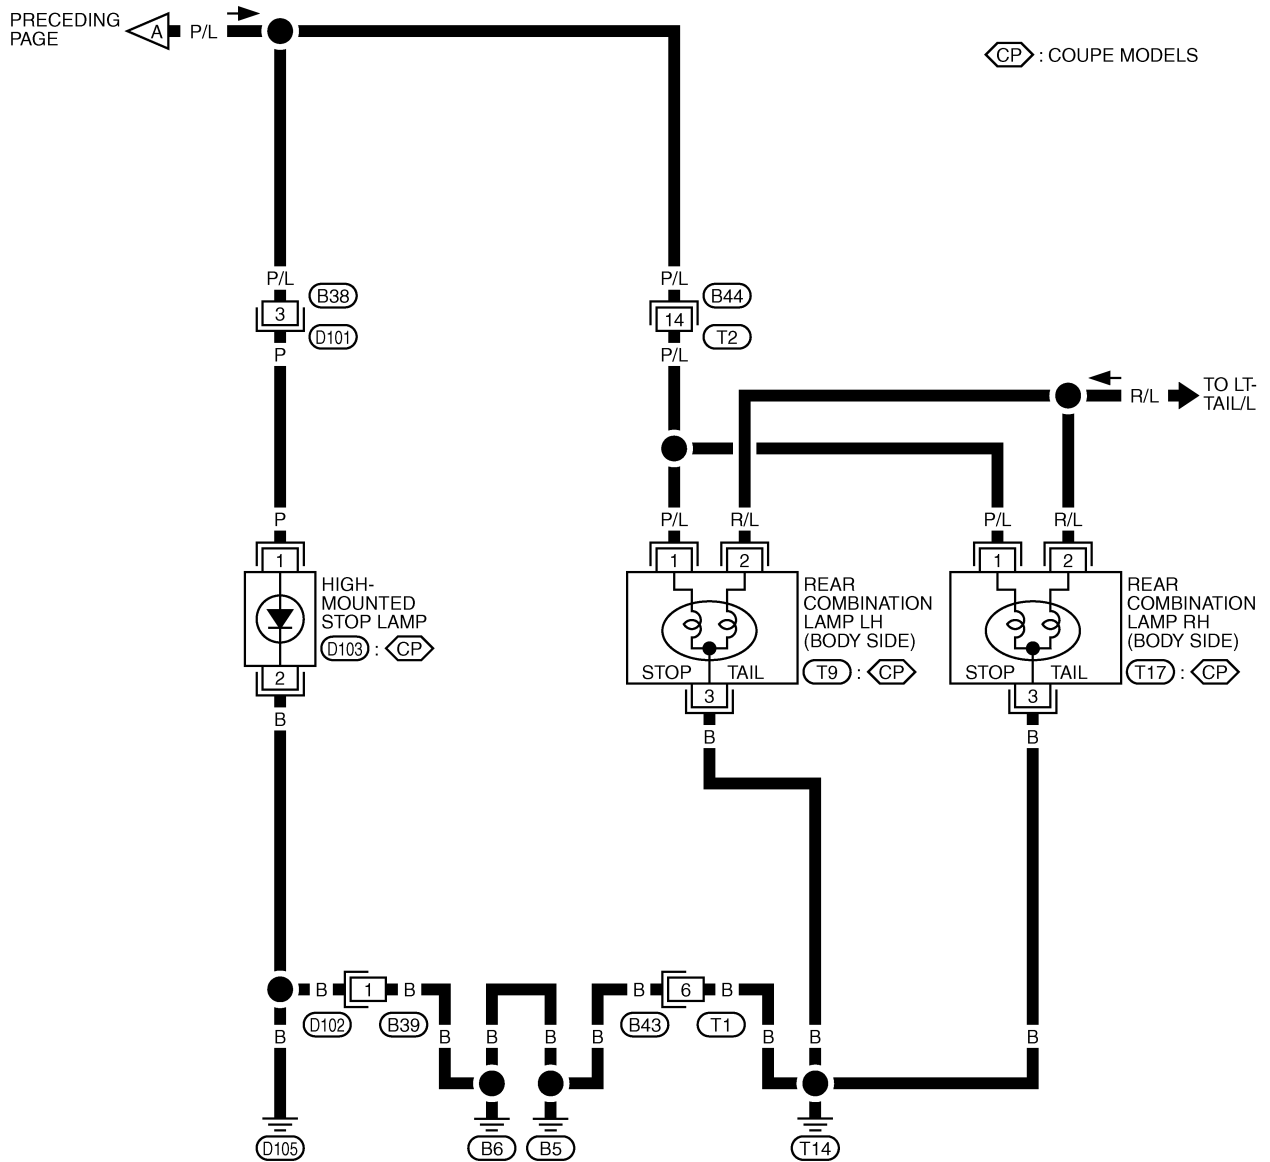 PRECEDING
PAGE
A
P/L
CP : COUPE MODELS
P/L
P/L
3
B38
D101
14
B44
T2
P
P/L
R/L
TO LT-
TAIL/L
P
P/L
R/L
P/L
R/L
1
1
2
1
2
HIGH-
MOUNTED
STOP LAMP
D103 : CP
REAR
COMBINATION
LAMP LH
(BODY SIDE)
T9 : CP
REAR
COMBINATION
LAMP RH
(BODY SIDE)
T17 : CP
STOP TAIL
STOP TAIL
2
3
3
B
B
B
B 1 B
B 6 B
D102
B39
B43
T1
B
B
B
B
B
B
B
B
D105
B6
B5
T14